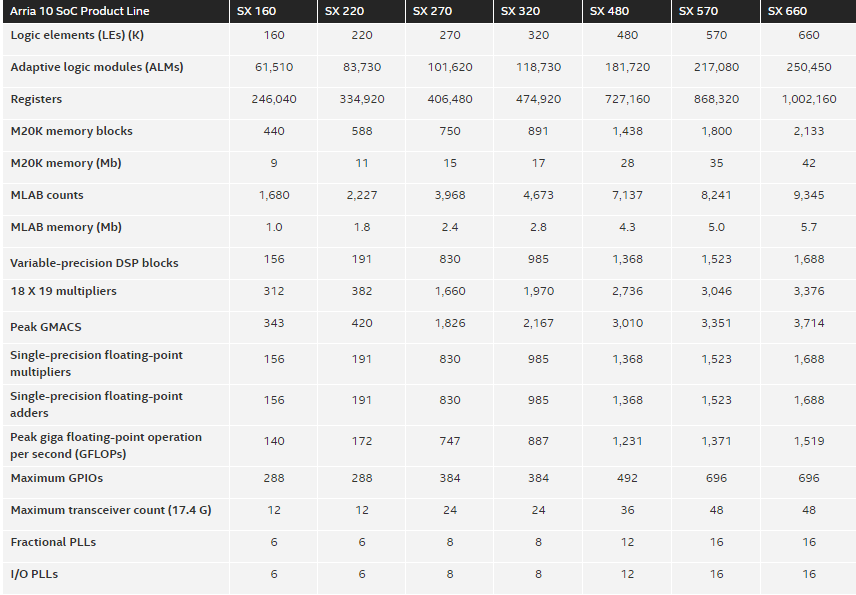 Arria 10 SoC Product Line SX 160 SX 220 SX 270 SX 320 SX 480 SX 570 SX 660
Logic elements (LEs) (K) 160 220 270 320 480 570 660
Adaptive logic modules (ALMs) 61,510 83,730 101,620 118,730 181,720 217,080 250,450
Registers 246,040 334,920 406,480 474,920 727,160 868,320 1,002,160
M20K memory blocks 440 588 750 891 1,438 1,800 2,133
M20K memory (Mb) 9 11 15 17 28 35 42
MLAB counts 1,680 2,227 3,968 4,673 7,137 8,241 9,345
MLAB memory (Mb) 1.0 1.8 2.4 2.8 4.3 5.0 5.7
Variable-precision DSP blocks 156 191 830 985 1,368 1,523 1,688
18 X 19 multipliers 312 382 1,660 1,970 2,736 3,046 3,376
Peak GMACS 343 420 1,826 2,167 3,010 3,351 3,714
Single-precision floating-point
multipliers 156 191 830 985 1,368 1,523 1,688
Single-precision floating-point
adders 156 191 830 985 1,368 1,523 1,688
Peak giga floating-point operation
per second (GFLOPs) 140 172 747 887 1,231 1,371 1,519
Maximum GPIOs 288 288 384 384 492 696 696
Maximum transceiver count (17.4 G) 12 12 24 24 36 48 48
Fractional PLLs 6 6 8 8 12 16 16
I/O PLLs 6 6 8 8 12 16 16